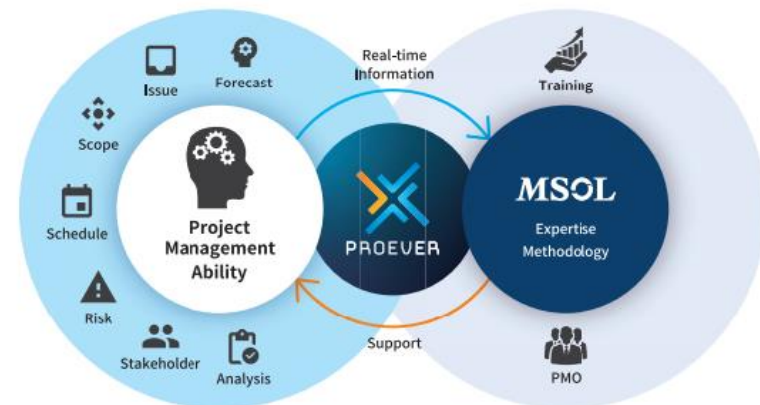 Forecast
Issue
Scope
Schedule
Risk
Stakeholder
Analysis
Project
Management
Ability
Real-time
Information
PROEVER
Support
Training
MSOL
Expertise
Methodology
PMO